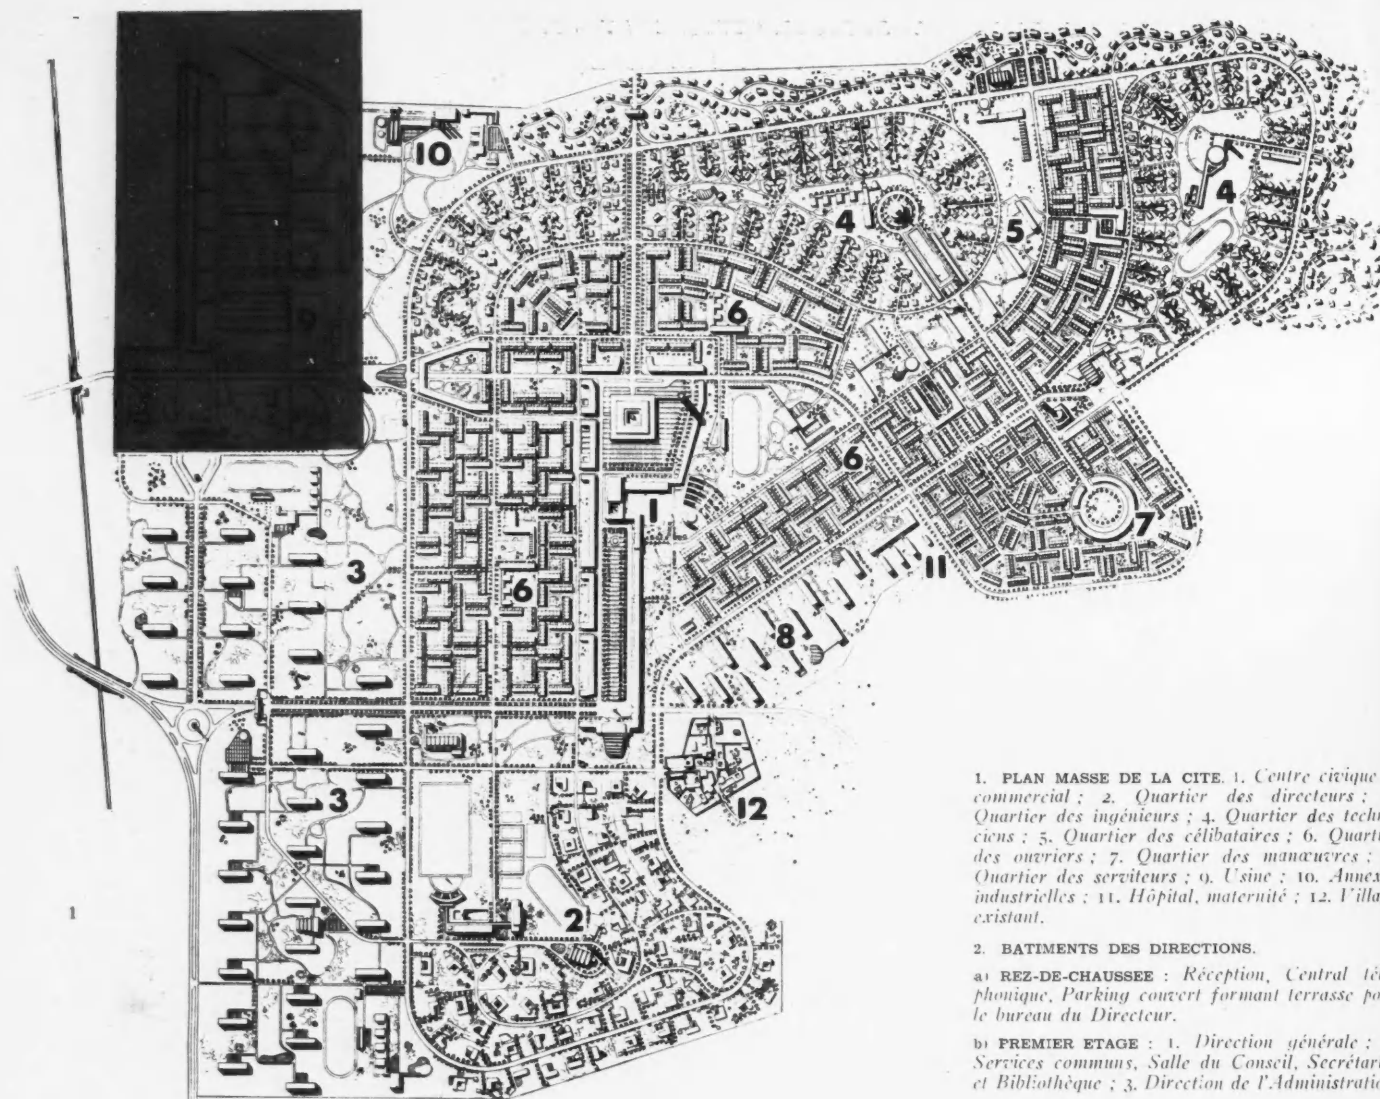 10
4
4
5
6
9
6
1
7
3
11
6
8
12
3
1
2
1. PLAN MASSE DE LA CITE. 1. Centre civique
commercial ; 2. Quartier des directeurs ;
Quartier des ingénieurs ; 4. Quartier des techn
ciens ; 5. Quartier des célibataires ; 6. Quarti
des ouvriers ; 7. Quartier des manœuvres ;
Quartier des serviteurs ; 9. Usine ; 10. Annex
industrielles ; 11. Hôpital, maternité ; 12. Villa
existant.
2. BATIMENTS DES DIRECTIONS.
a) REZ-DE-CHAUSSEE : Réception, Central tél
phonique, Parking couvert formant terrasse po
le bureau du Directeur.
b) PREMIER ETAGE : 1. Direction générale ;
Services communs, Salle du Conseil, Secrétar
et Bibliothèque ; 3. Direction de l'Administratio